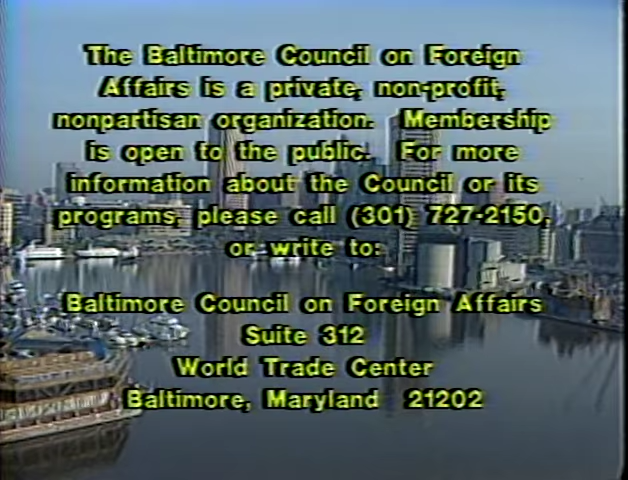 The Baltimore Council on Foreign
Affairs is a private, non-profit,
nonpartisan organization. Membership
is open to the public. For more
information about the Council or its
programs, please call (301) 727-2150,
or write to:
Baltimore Council on Foreign Affairs
Suite 312
World Trade Center
Baltimore, Maryland 21202